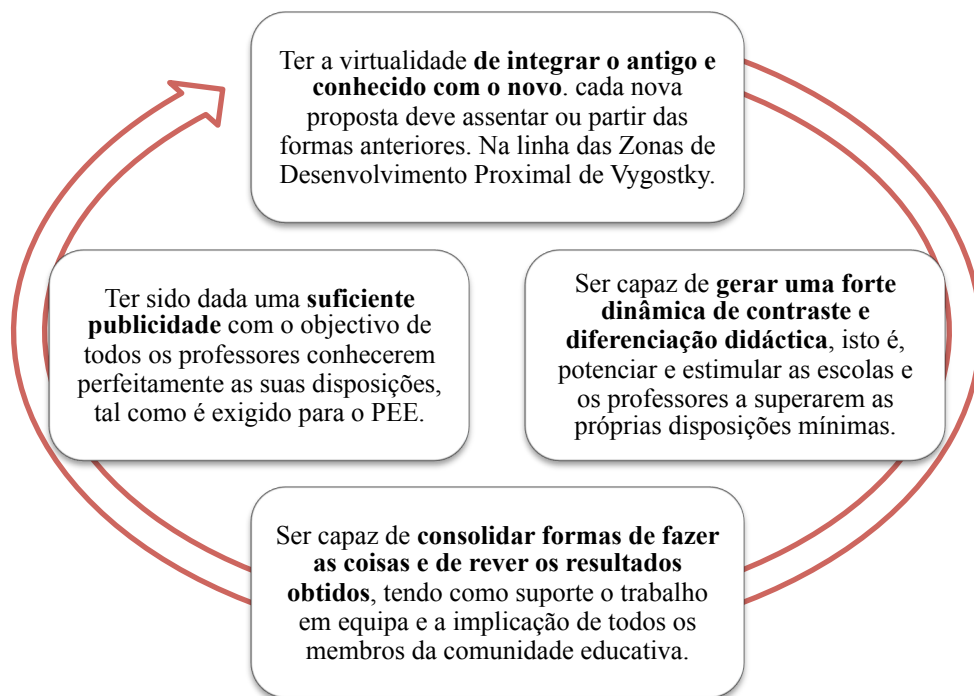 Ter a virtualidade de integrar o antigo e
conhecido com o novo. cada nova
proposta deve assentar ou partir das
formas anteriores. Na linha das Zonas de
Desenvolvimento Proximal de Vygostky.
Ser capaz de gerar uma forte
dinâmica de contraste e
diferenciação didáctica, isto é,
potenciar e estimular as escolas e
os professores a superarem as
próprias disposições mínimas.
Ser capaz de consolidar formas de fazer
as coisas e de rever os resultados
obtidos, tendo como suporte o trabalho
em equipa e a implicação de todos os
membros da comunidade educativa.
Ter sido dada uma suficiente
publicidade com o objectivo de
todos os professores conhecerem
perfeitamente as suas disposições,
tal como é exigido para o PEE.